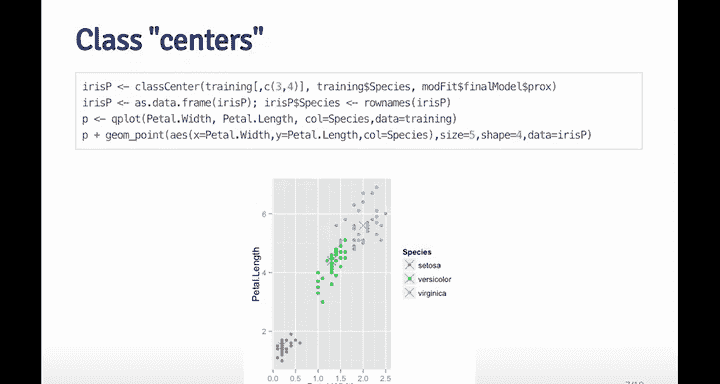 Class "centers"
irisP <- classCenter(training[,c(3,4)], training$Species, modFit$finalModel$prox)
irisP <- as.data.frame(irisP); irisP$Species <- rownames(irisP)
p <- qplot(Petal.Width, Petal.Length, col=Species,data=training)
p + geom_point(aes(x=Petal.Width,y=Petal.Length,col=Species),size=5,shape=4,data=irisP)
6
4
2
Petal.Length
Species
setosa
versicolor
virginica
0.0 0.5 1.0 1.5 2.0 2.5